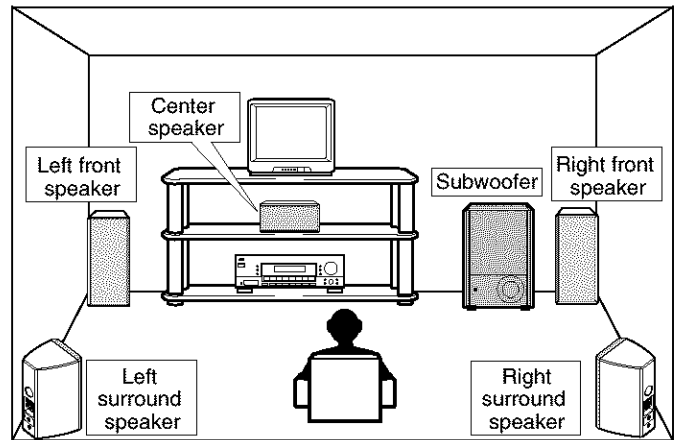 Center
speaker
Left front
speaker
Subwoofer
Right front
speaker
Left
surround
speaker
Right
surround
speaker